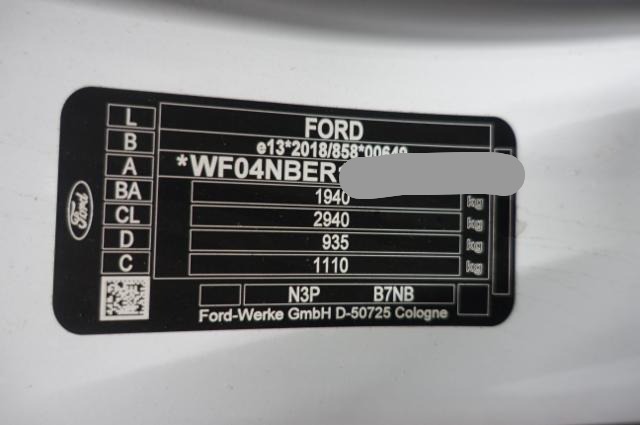 Ford
L
B
A
BA
CL
D
C
FORD
e13*2018/858*00649
*WF04NBER
1940 kg
2940 kg
935 kg
1110 kg
N3P B7NB
Ford-Werke GmbH D-50725 Cologne